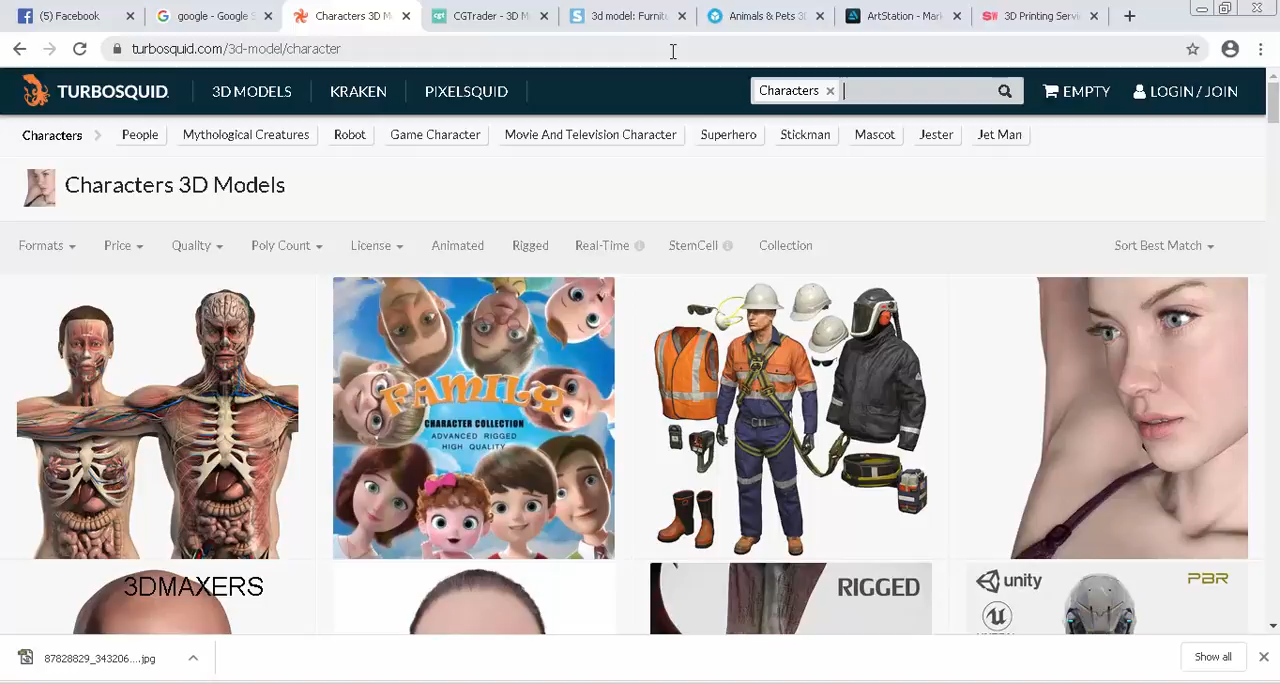 (5) Facebook
google - Google S
Characters 3D M
CGTrader - 3D M
3d model: Furnitu
Animals & Pets 3D
ArtStation - Mark
3D Printing Servi
turbosquid.com/3d-model/character
TURBOSQUID
3D MODELS
KRAKEN
PIXELSQUID
Characters
EMPTY
LOGIN / JOIN
Characters
People
Mythological Creatures
Robot
Game Character
Movie And Television Character
Superhero
Stickman
Mascot
Jester
Jet Man
Characters 3D Models
Formats
Price
Quality
Poly Count
License
Animated
Rigged
Real-Time
StemCell
Collection
Sort Best Match
FAMILY
CHARACTER COLLECTION
ADVANCED RIGGED
HIGH QUALITY
3DMAXERS
RIGGED
unity
PBR
87828829_343206....jpg
Show all